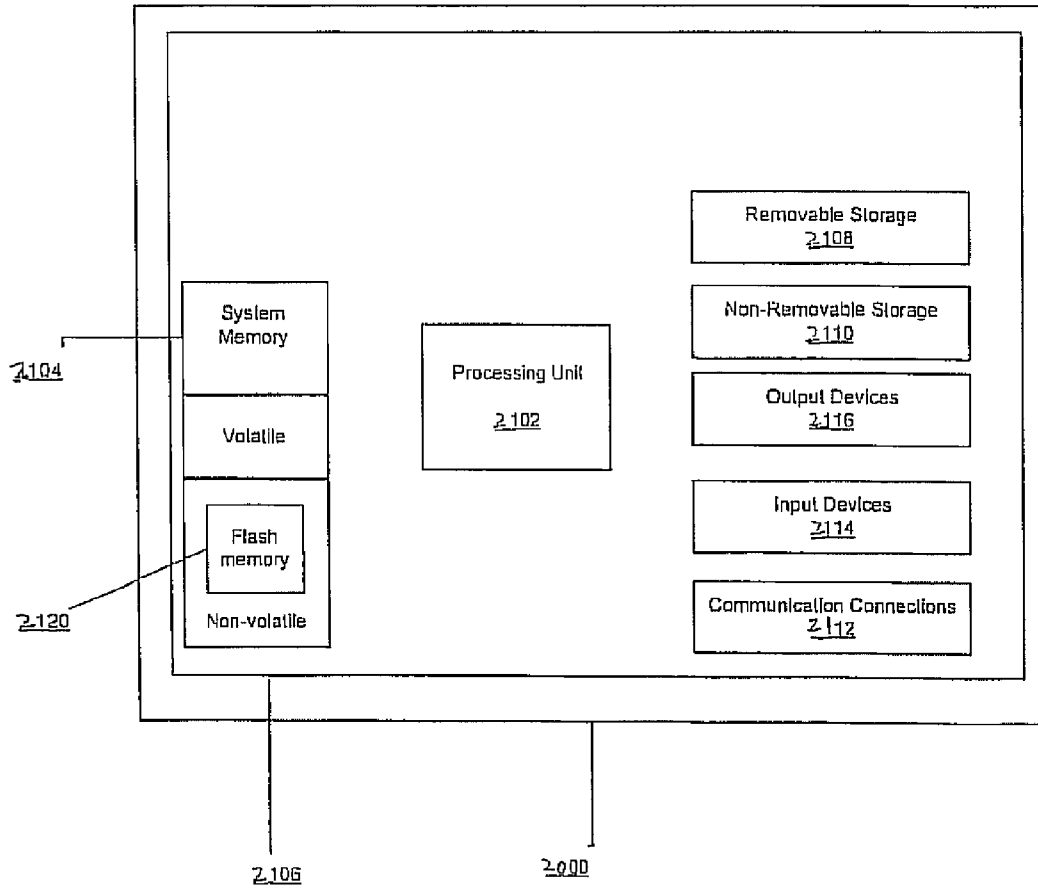 Removable Storage
2108
System
Memory
Non-Removable Storage
2110
2104
Processing Unit
2102
Output Devices
2116
Volatile
Input Devices
2114
Flash
memory
2120
Non-volatile
Communication Connections
2112
2106
2000